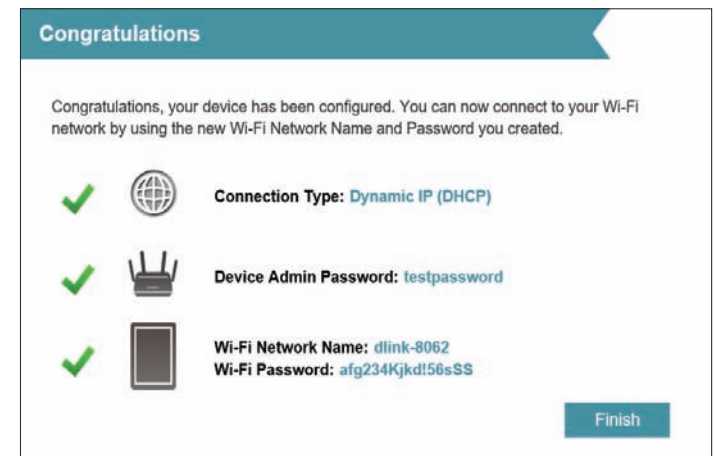 Congratulations
Congratulations, your device has been configured. You can now connect to your Wi-Fi
network by using the new Wi-Fi Network Name and Password you created.
Connection Type: Dynamic IP (DHCP)
Device Admin Password: testpassword
Wi-Fi Network Name: dlink-8062
Wi-Fi Password: afg234Kjkd!56sSS
Finish